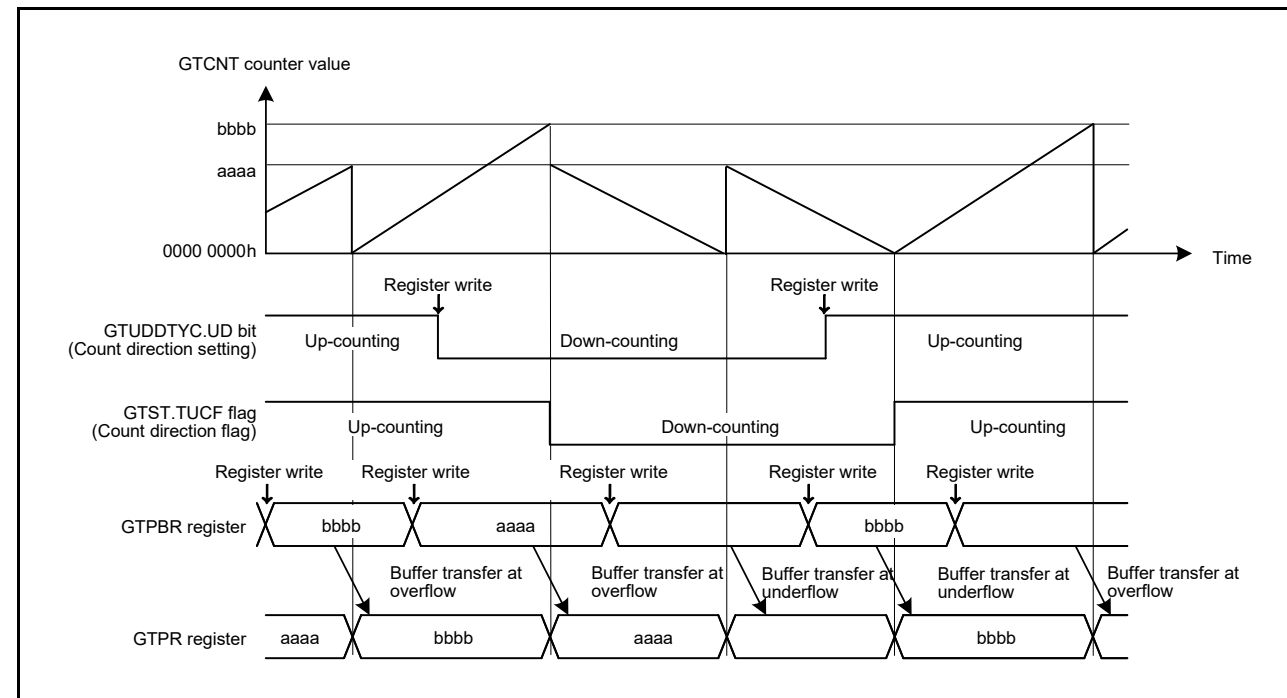 GTCNT counter value
bbbb
aaaa
0000 0000h
Time
Register write
Register write
GTUDDTYC.UD bit
(Count direction setting)
Up-counting
Down-counting
Up-counting
GTST.TUCF flag
(Count direction flag)
Up-counting
Down-counting
Up-counting
Register write
Register write
Register write
Register write
Register write
GTPBR register
bbbb
aaaa
bbbb
Buffer transfer at
overflow
Buffer transfer at
overflow
Buffer transfer at
underflow
Buffer transfer at
underflow
Buffer transfer at
overflow
GTPR register
aaaa
bbbb
aaaa
bbbb